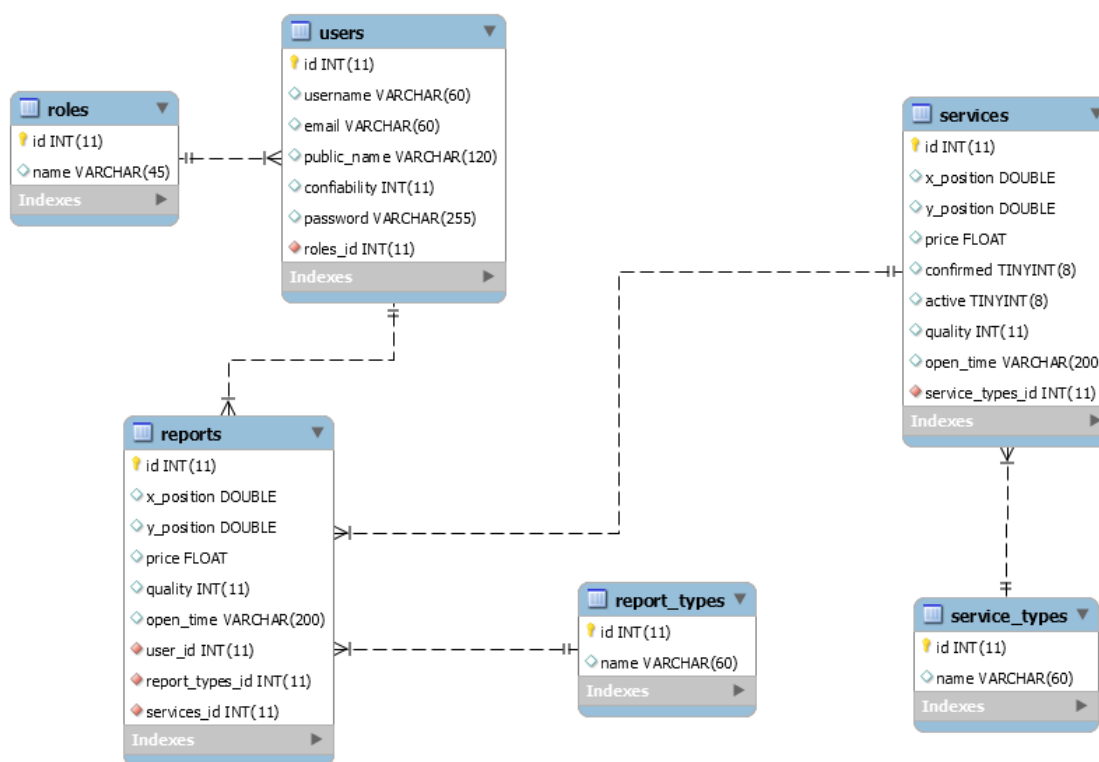 users
id INT(11)
username VARCHAR(60)
email VARCHAR(60)
public_name VARCHAR(120)
confiability INT(11)
password VARCHAR(255)
roles_id INT(11)
Indexes
roles
id INT(11)
name VARCHAR(45)
Indexes
services
id INT(11)
x_position DOUBLE
y_position DOUBLE
price FLOAT
confirmed TINYINT(8)
active TINYINT(8)
quality INT(11)
open_time VARCHAR(200
service_types_id INT(11)
Indexes
reports
id INT(11)
x_position DOUBLE
y_position DOUBLE
price FLOAT
quality INT(11)
open_time VARCHAR(200)
user_id INT(11)
report_types_id INT(11)
services_id INT(11)
Indexes
report_types
id INT(11)
name VARCHAR(60)
Indexes
service_types
id INT(11)
name VARCHAR(60)
Indexes